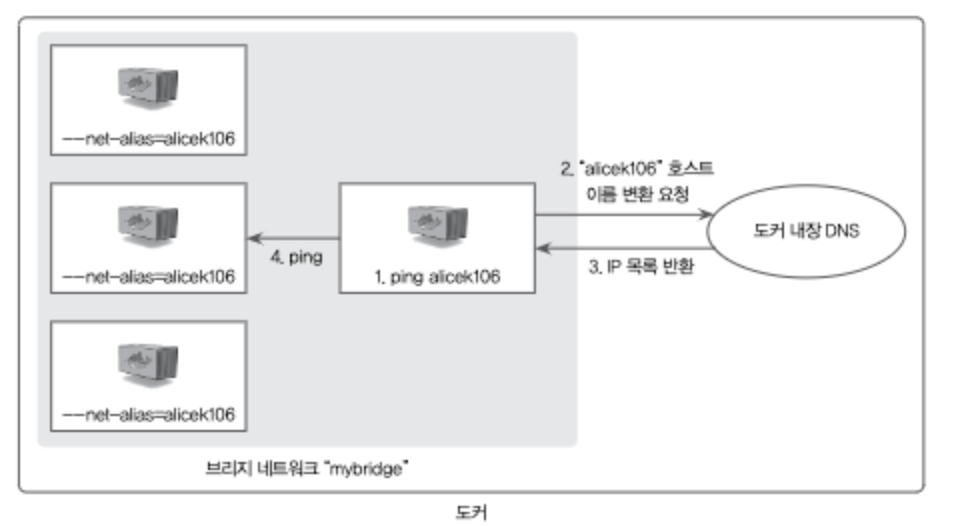 --net-alias=alicek106
2. "alicek106" 호스트
이름 변환 요청
--net-alias=alicek106
4. ping
1. ping alicek106
도커 내장 DNS
3. IP 목록 반환
--net-alias=alicek106
브리지 네트워크 "mybridge"
도커